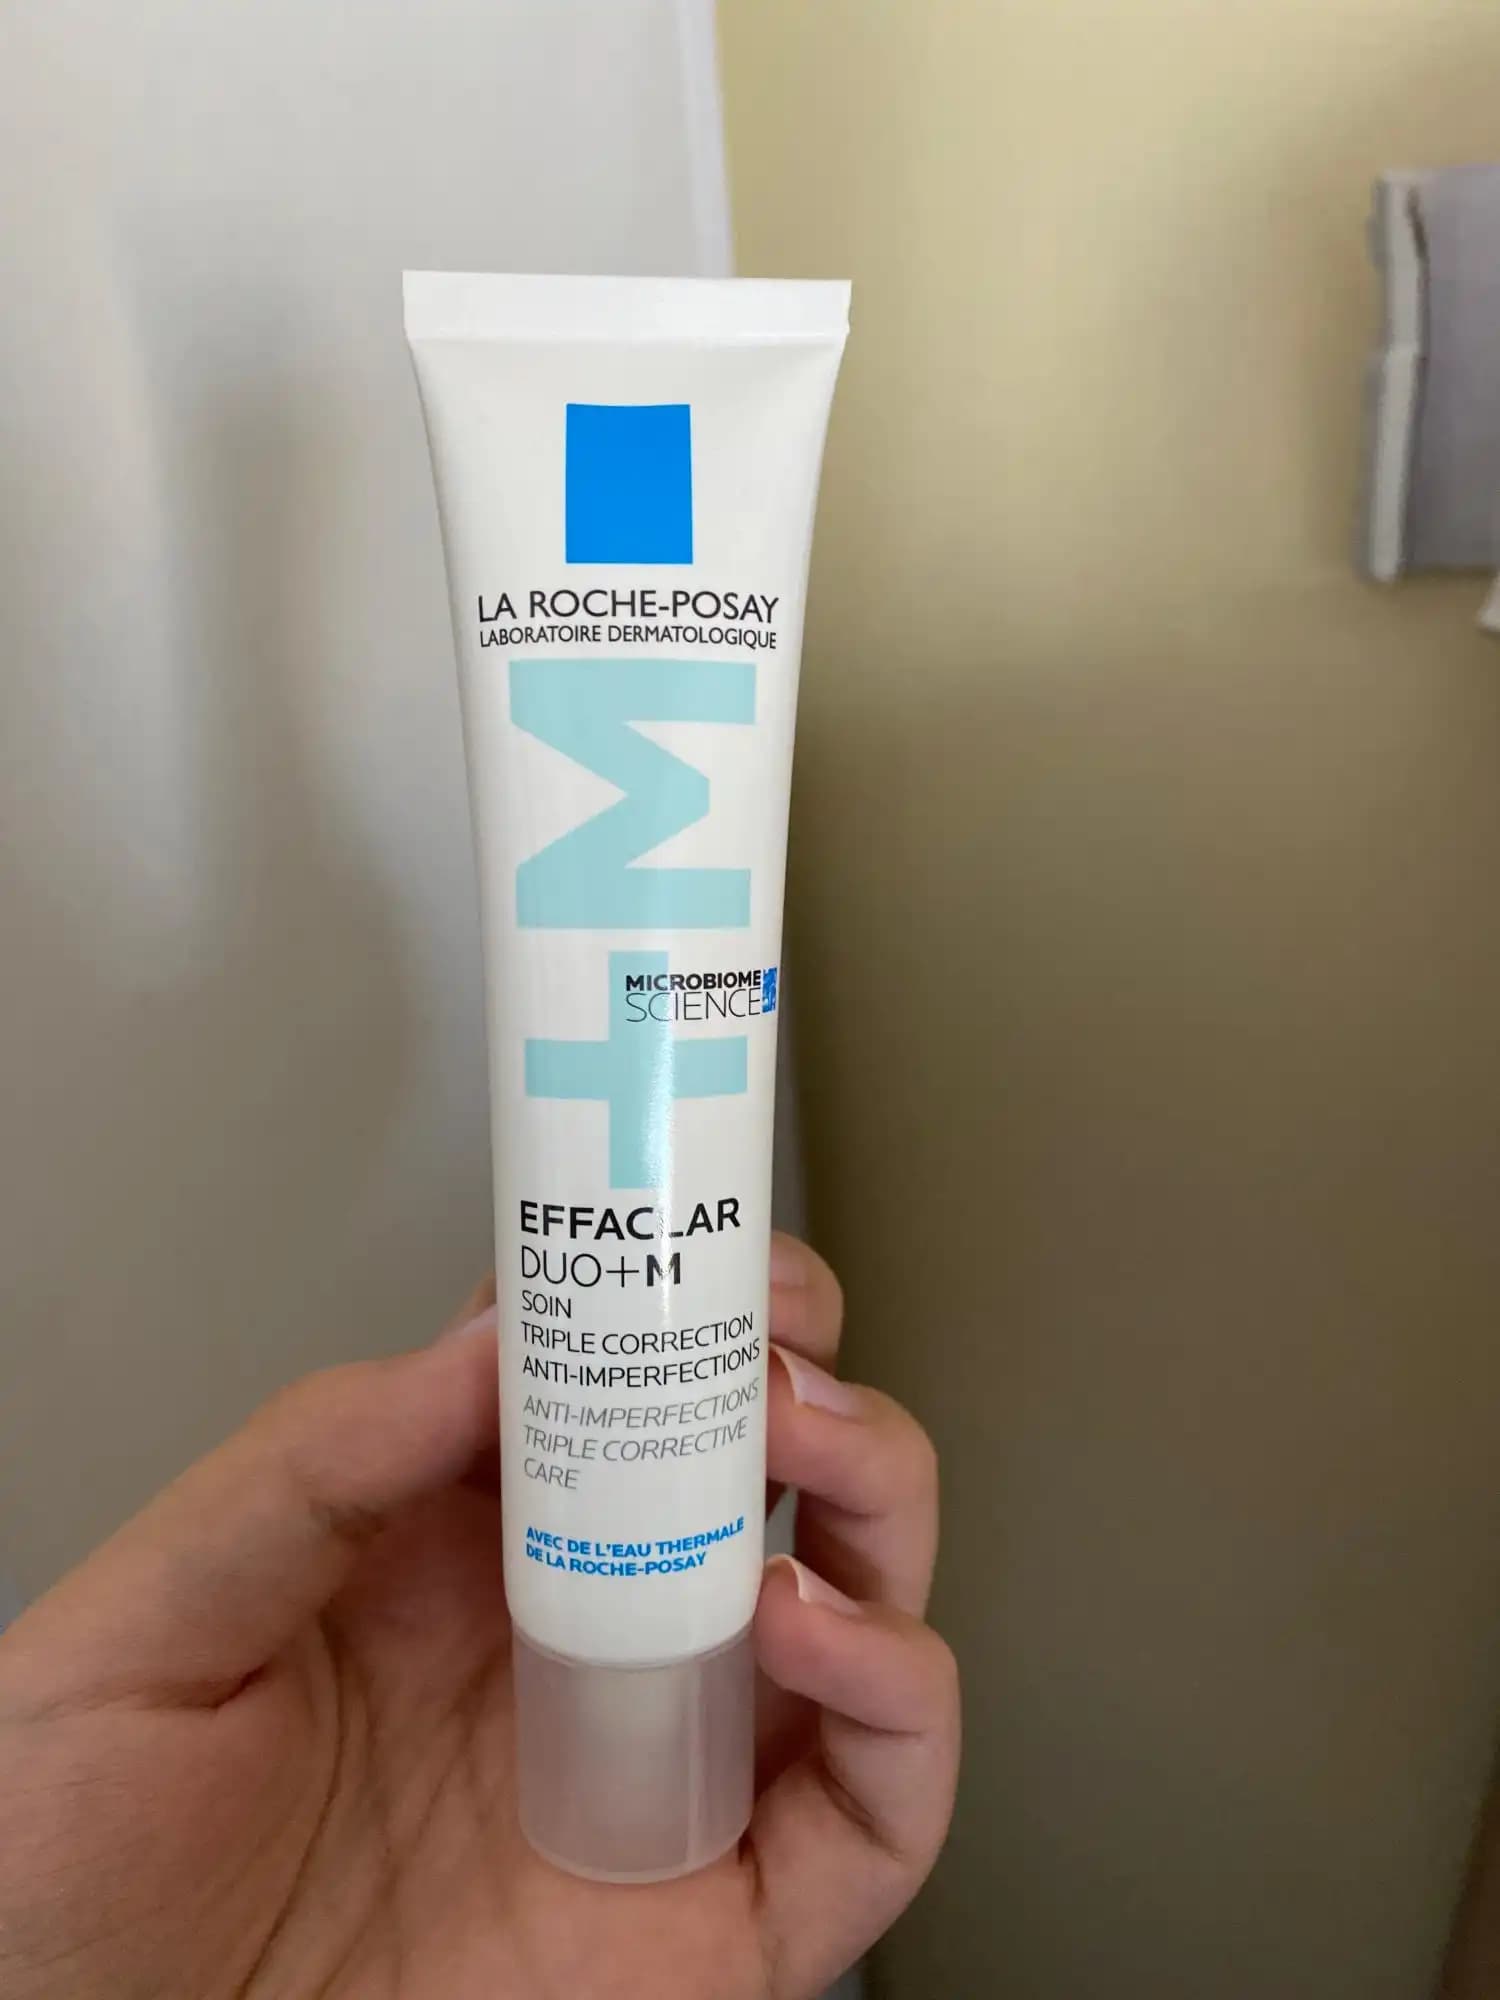 LA ROCHE-POSAY
LABORATOIRE DERMATOLOGIQUE
+M
MICROBIOME
SCIENCE
EFFACLAR
DUO+M
SOIN
TRIPLE CORRECTION
ANTI-IMPERFECTIONS
ANTI-IMPERFECTIONS
TRIPLE CORRECTIVE
CARE
AVEC DE L'EAU THERMALE
DE LA ROCHE-POSAY